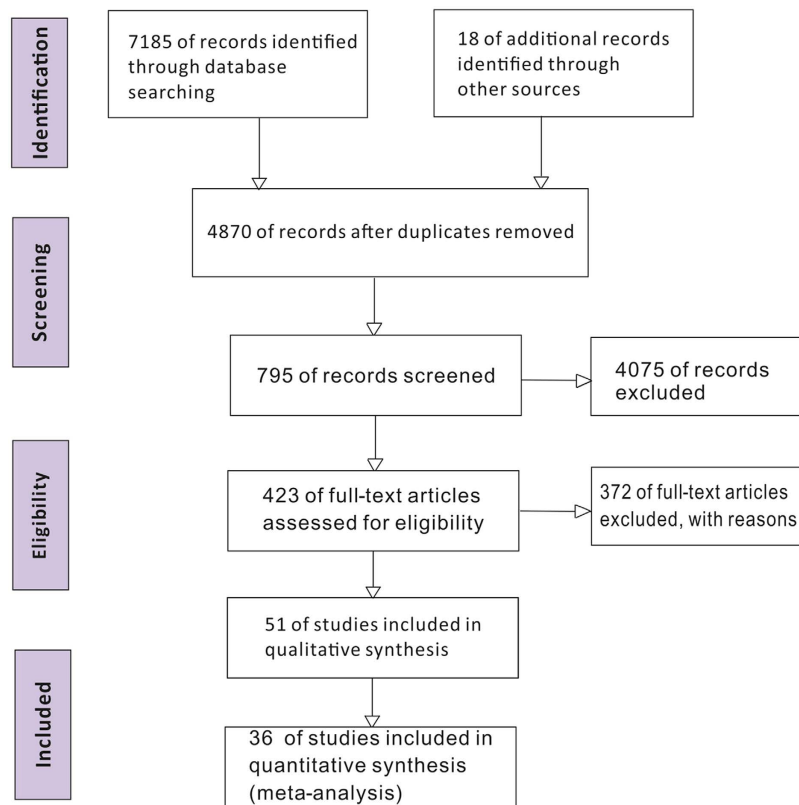 Identification
7185 of records identified
through database
searching
18 of additional records
identified through
other sources
Screening
4870 of records after duplicates removed
795 of records screened
4075 of records
excluded
Eligibility
423 of full-text articles
assessed for eligibility
372 of full-text articles
excluded, with reasons
51 of studies included in
qualitative synthesis
Included
36 of studies included in
quantitative synthesis
(meta-analysis)